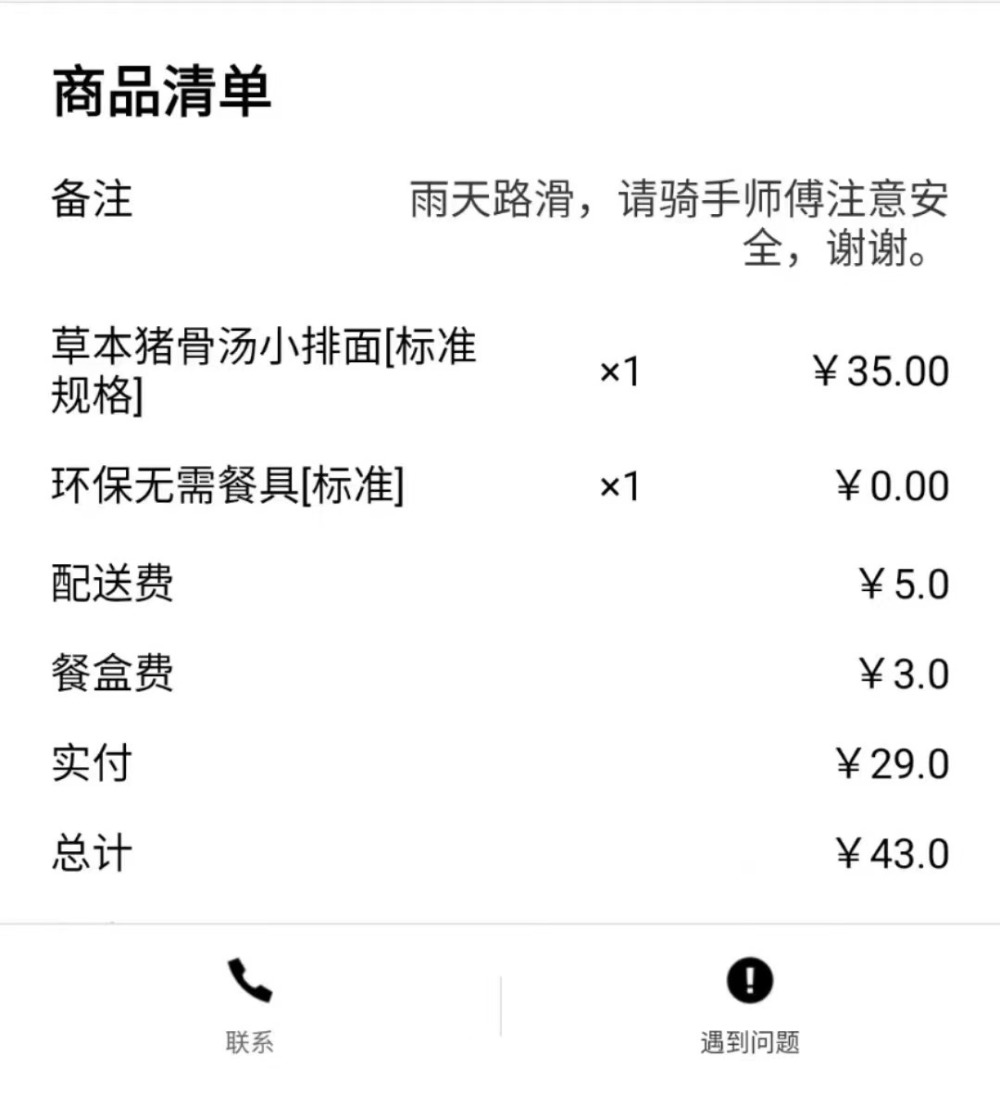 商品清单
备注
雨天路滑，请骑手师傅注意安
全，谢谢。
草本猪骨汤小排面[标准
规格]
×1
￥35.00
环保无需餐具[标准]
×1
￥0.00
配送费
￥5.0
餐盒费
￥3.0
实付
￥29.0
总计
￥43.0
联系
遇到问题